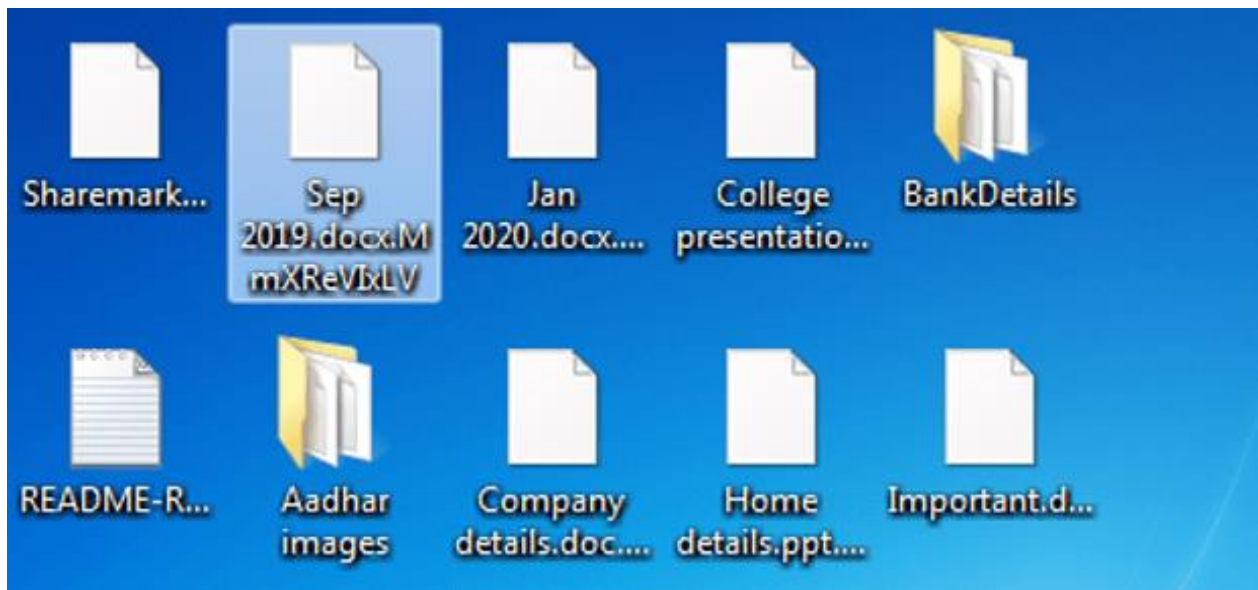 Sharemark...
Sep
2019.docx.M
mXReVIxLV
Jan
2020.docx....
College
presentatio...
BankDetails
README-R...
Aadhar
images
Company
details.doc....
Home
details.ppt....
Important.d...